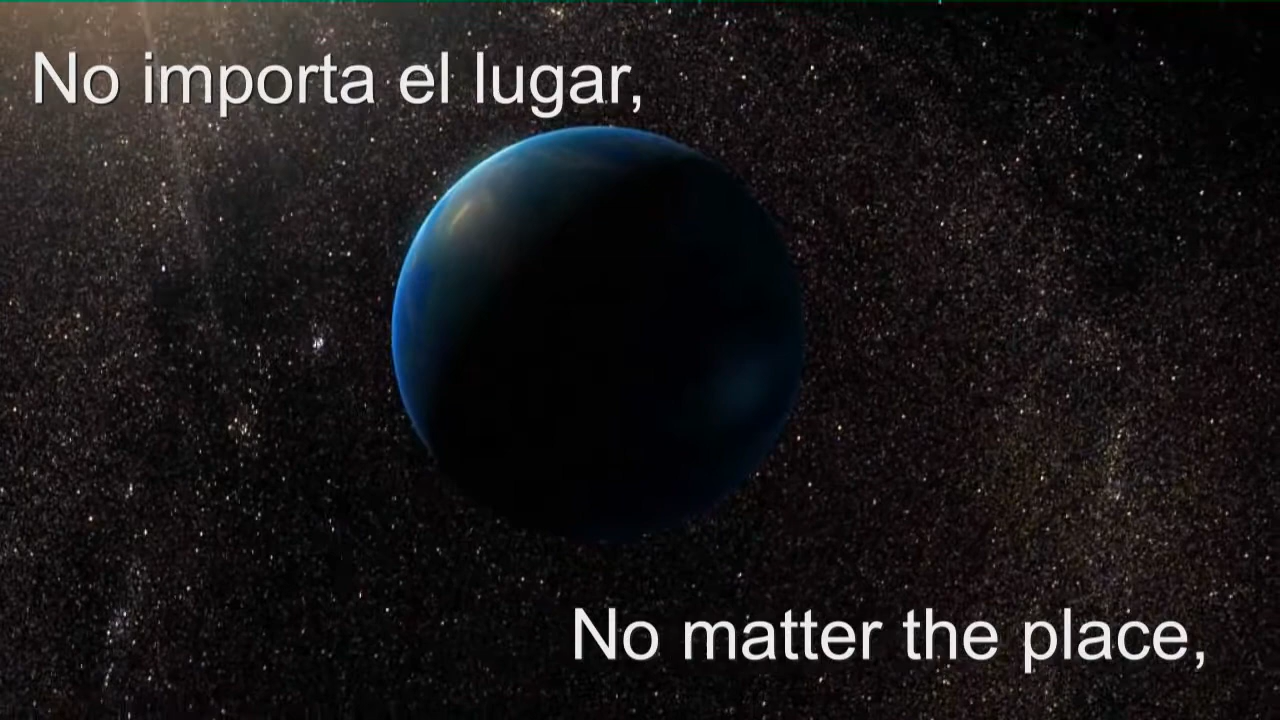 No importa el lugar,
No matter the place,